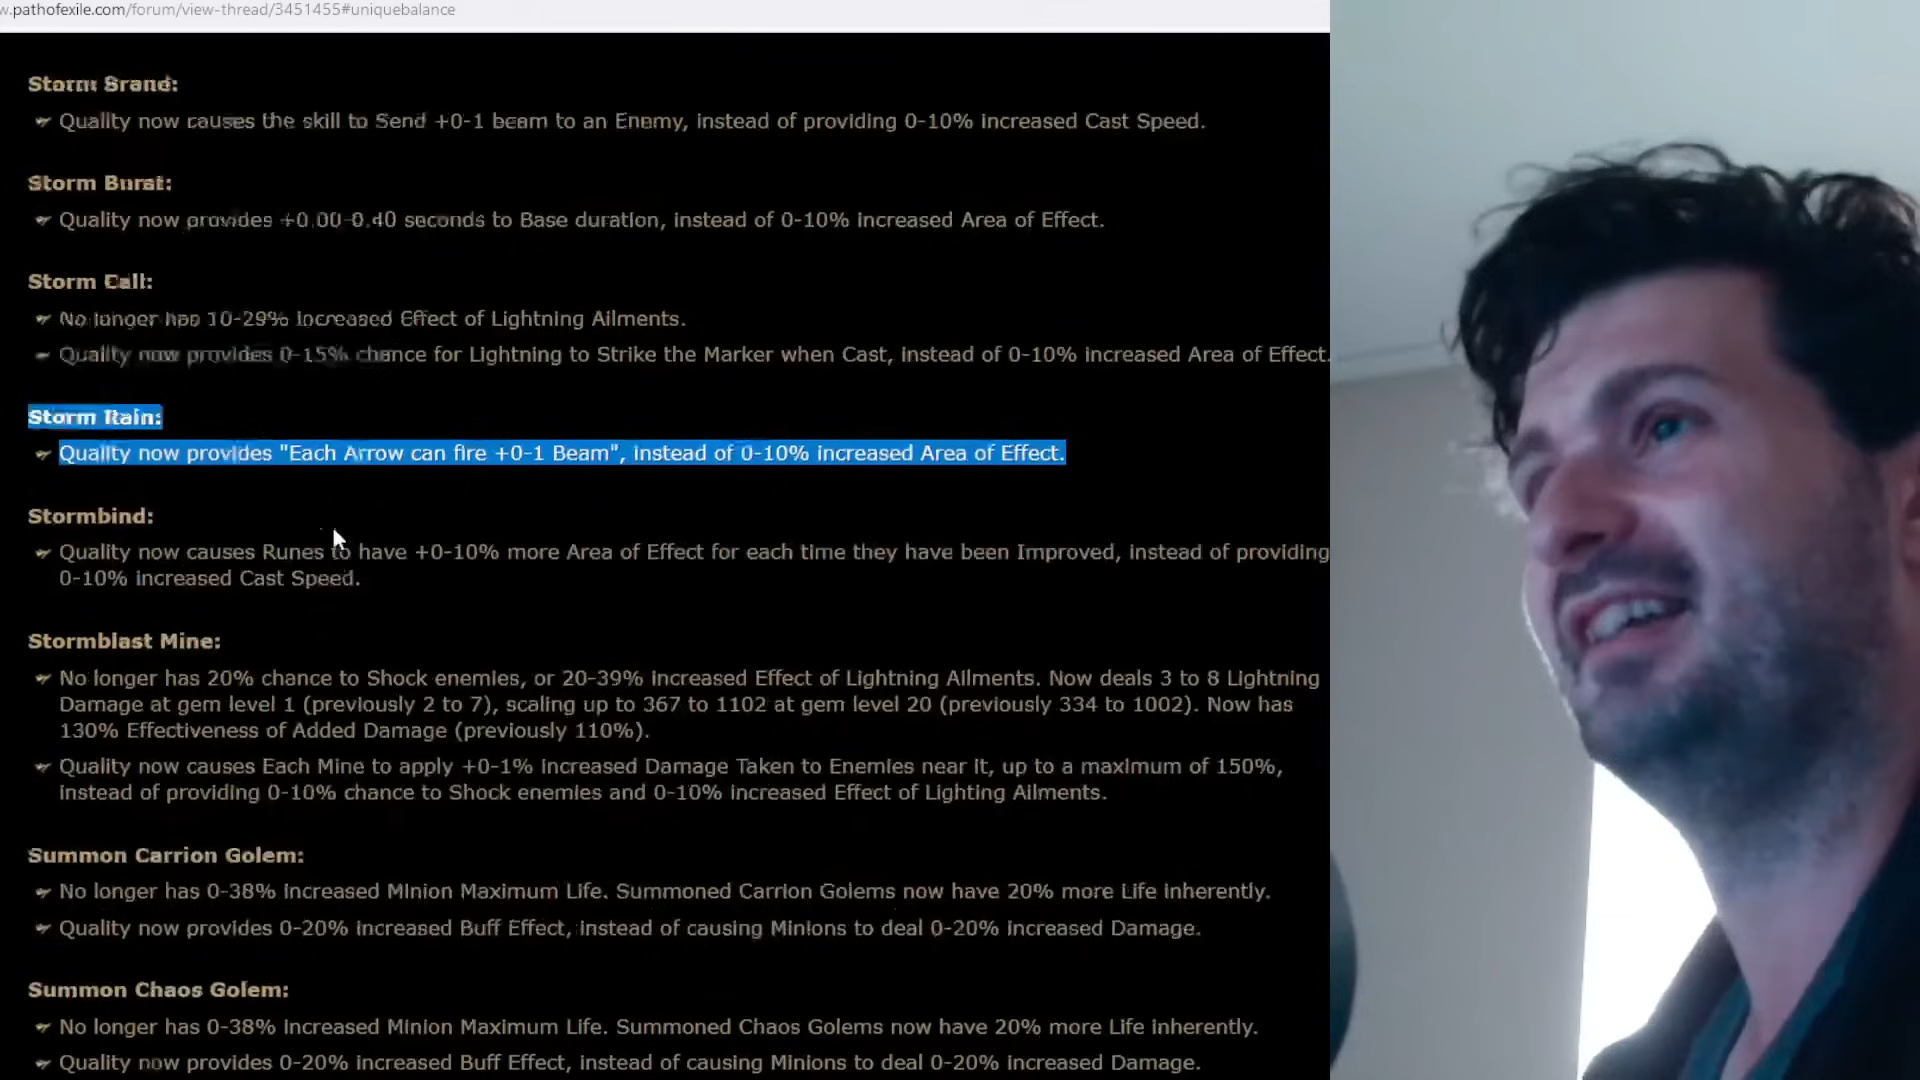 w.pathofexile.com/forum/view-thread/3451455#uniquebalance
Storm Brand:
Quality now causes the skill to Send +0-1 beam to an Enemy, instead of providing 0-10% increased Cast Speed.
Storm Burst:
Quality now provides +0.00-0.40 seconds to Base duration, instead of 0-10% increased Area of Effect.
Storm Call:
No longer has 10-29% increased Effect of Lightning Ailments.
Quality now provides 0-15% chance for Lightning to Strike the Marker when Cast, instead of 0-10% increased Area of Effect.
Storm Rain:
Quality now provides "Each Arrow can fire +0-1 Beam", instead of 0-10% increased Area of Effect.
Stormbind:
Quality now causes Runes to have +0-10% more Area of Effect for each time they have been Improved, instead of providing
0-10% increased Cast Speed.
Stormblast Mine:
No longer has 20% chance to Shock enemies, or 20-39% increased Effect of Lightning Ailments. Now deals 3 to 8 Lightning
Damage at gem level 1 (previously 2 to 7), scaling up to 367 to 1102 at gem level 20 (previously 334 to 1002). Now has
130% Effectiveness of Added Damage (previously 110%).
Quality now causes Each Mine to apply +0-1% increased Damage Taken to Enemies near it, up to a maximum of 150%,
instead of providing 0-10% chance to Shock enemies and 0-10% increased Effect of Lighting Ailments.
Summon Carrion Golem:
No longer has 0-38% increased Minion Maximum Life. Summoned Carrion Golems now have 20% more Life inherently.
Quality now provides 0-20% increased Buff Effect, instead of causing Minions to deal 0-20% increased Damage.
Summon Chaos Golem:
No longer has 0-38% increased Minion Maximum Life. Summoned Chaos Golems now have 20% more Life inherently.
Quality now provides 0-20% increased Buff Effect, instead of causing Minions to deal 0-20% increased Damage.